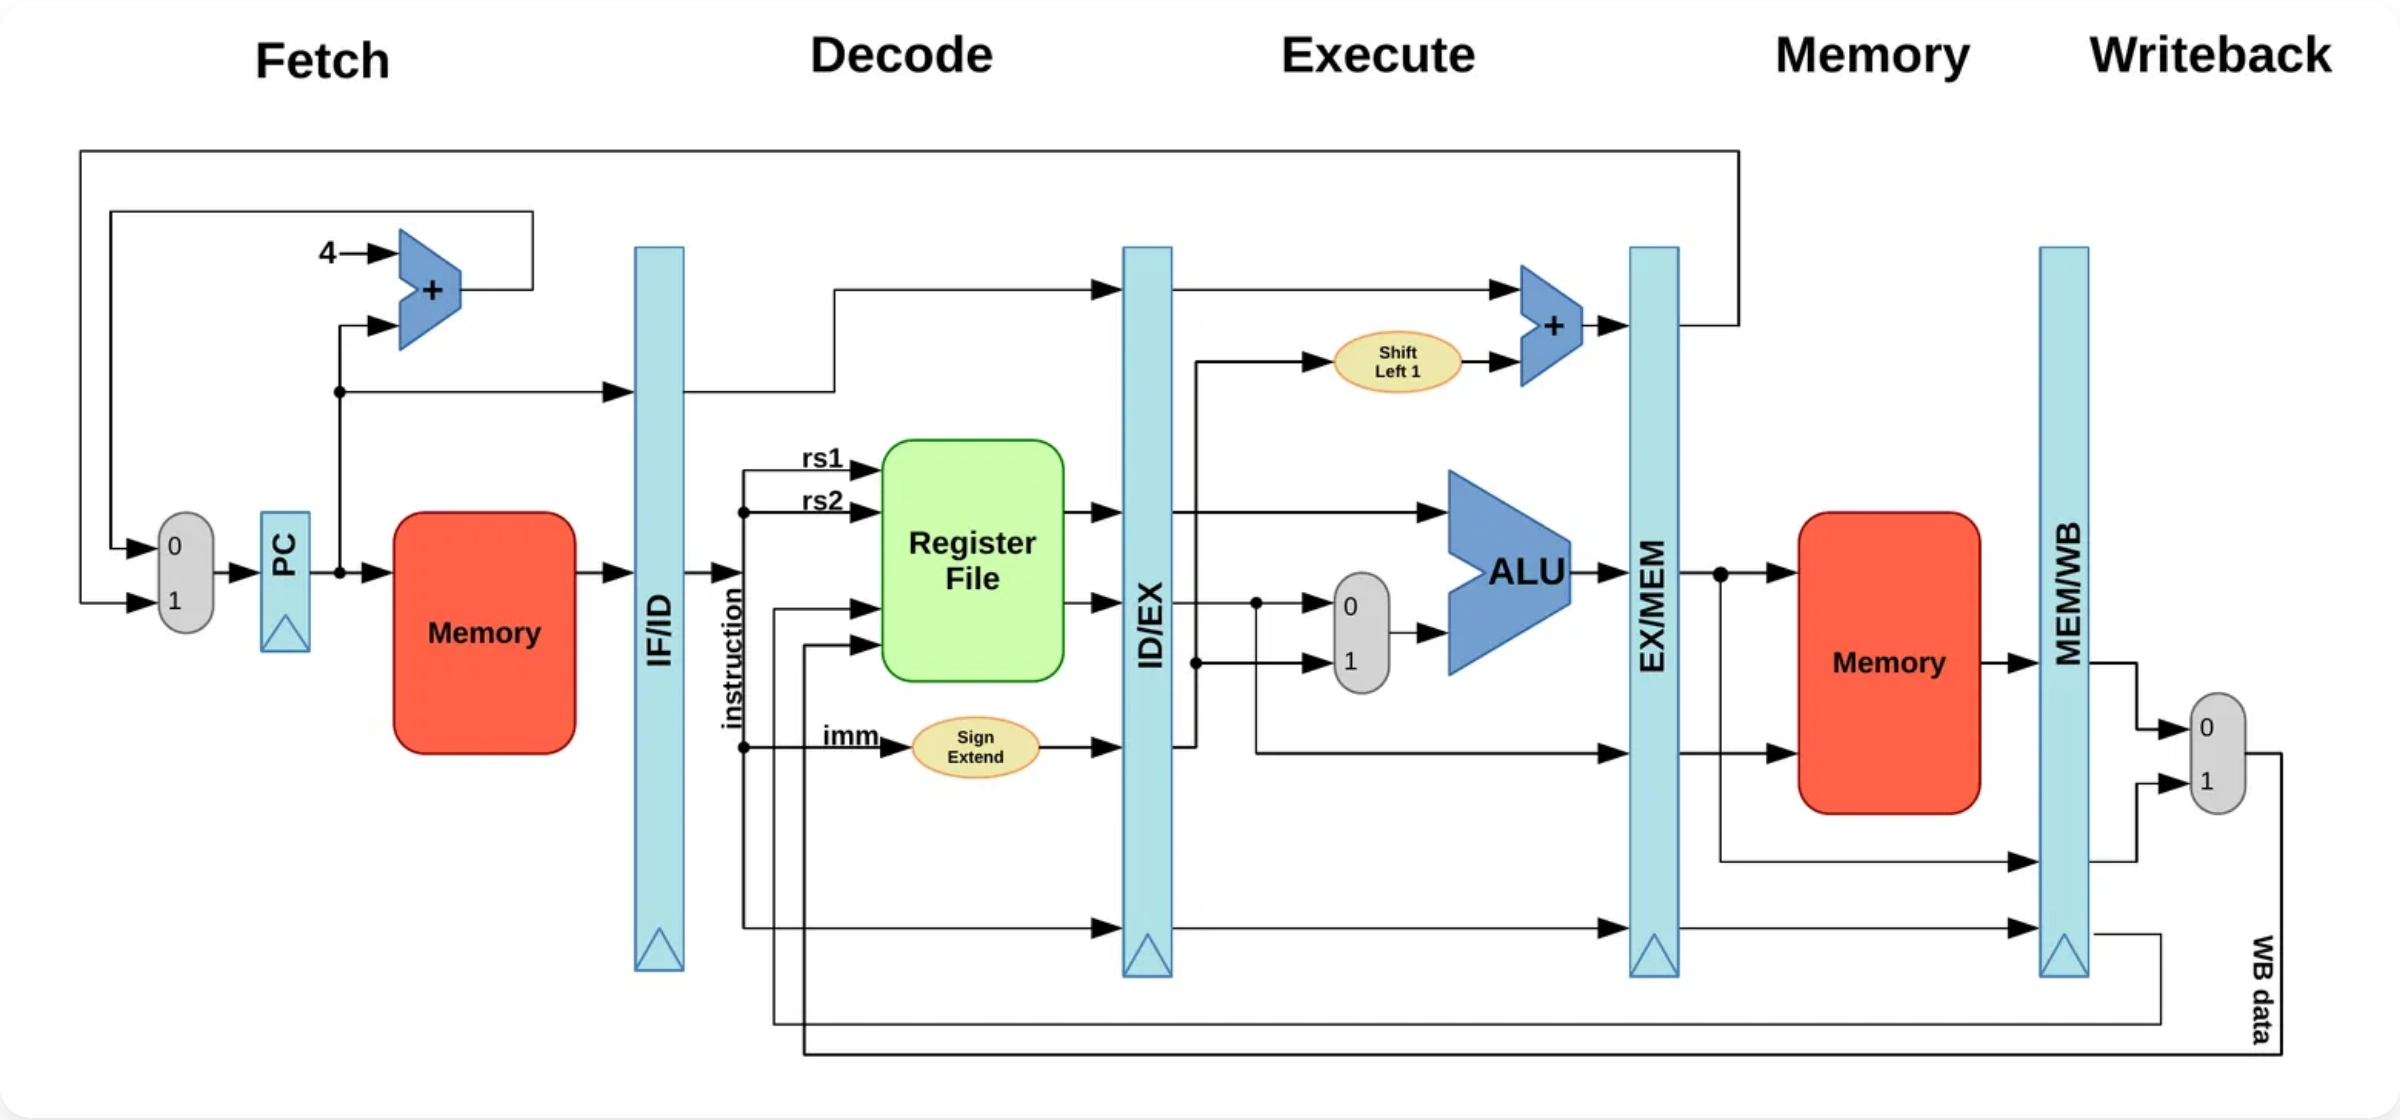 Fetch
Decode
Execute
Memory
Writeback
4
+
+
Shift
Left 1
rs1
rs2
Register
File
0
1
PC
Memory
IF/ID
instruction
imm
Sign
Extend
ID/EX
0
1
ALU
EX/MEM
Memory
MEM/WB
0
1
WB data